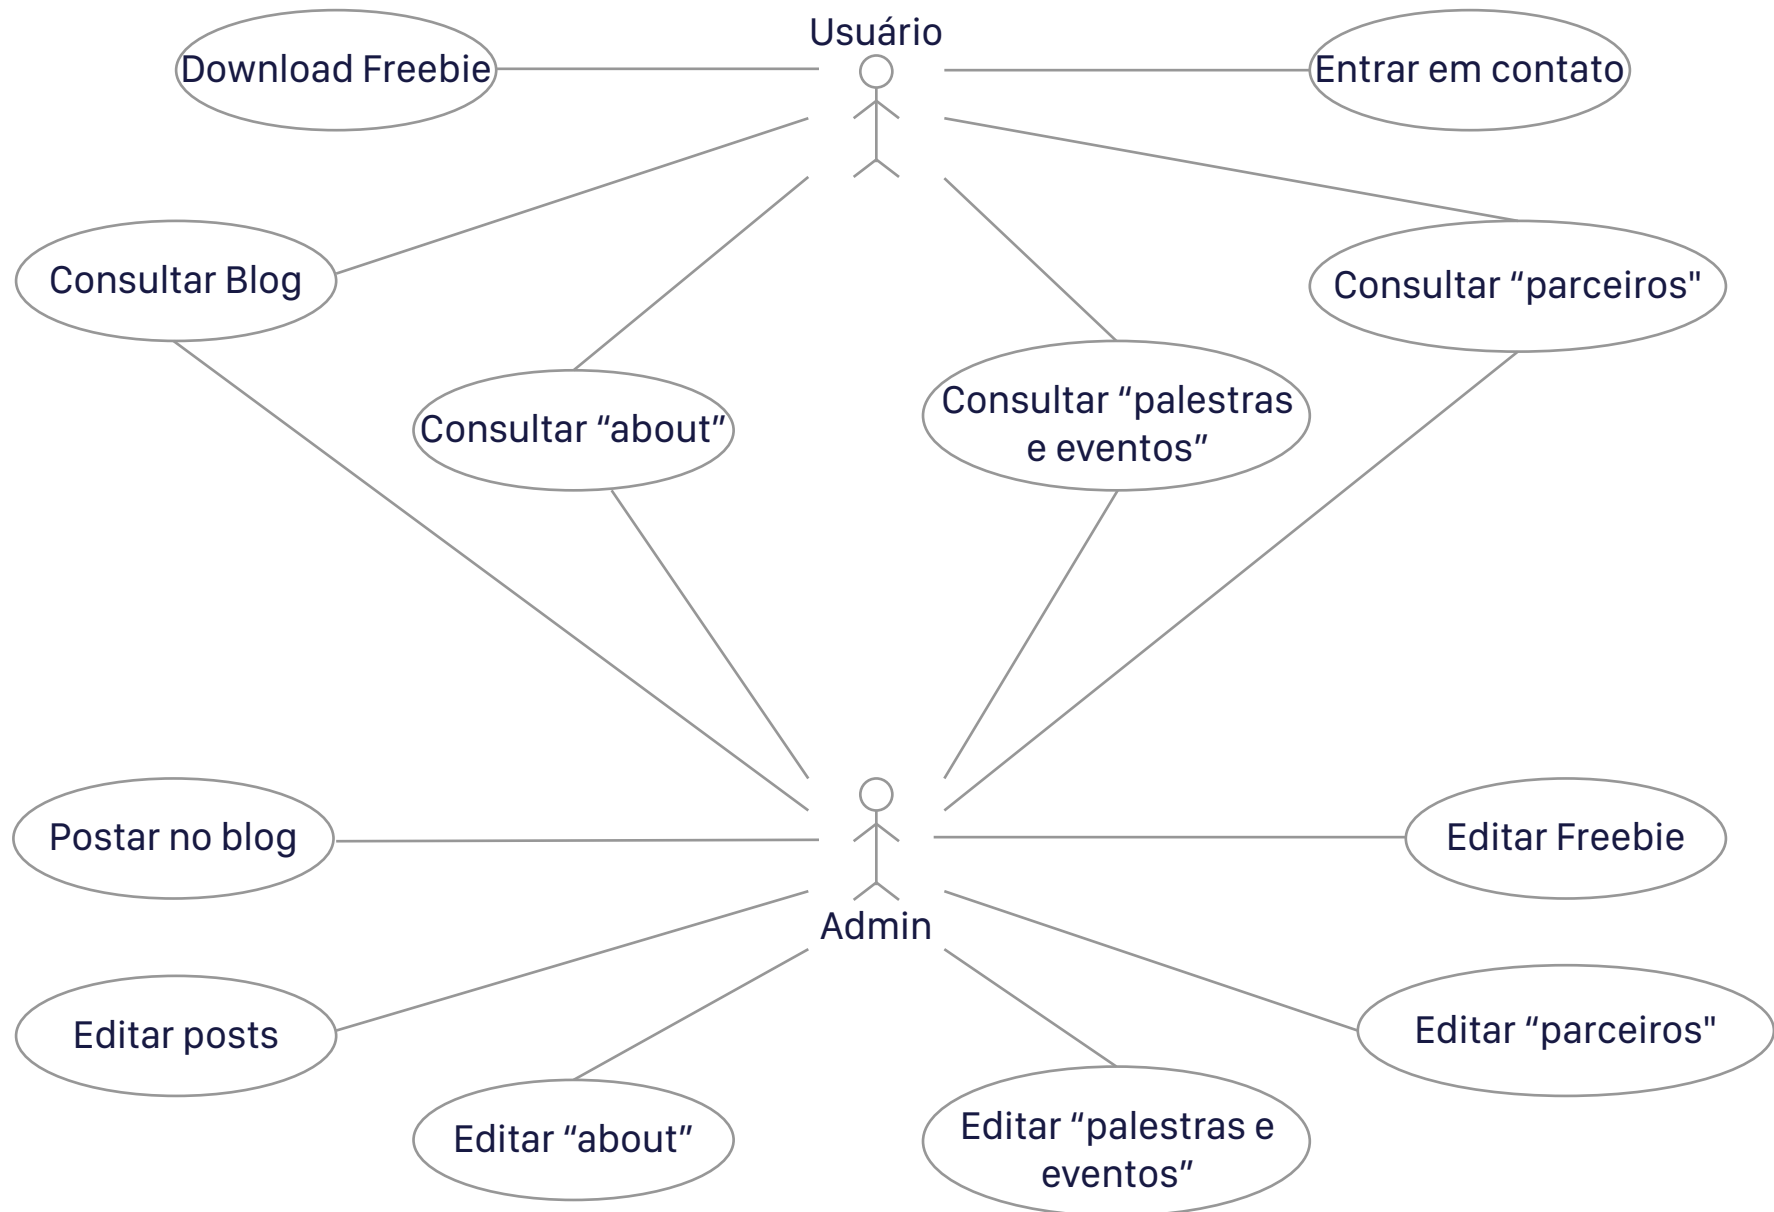 Usuário
Download Freebie
Entrar em contato
Consultar Blog
Consultar “parceiros"
Consultar “about”
Consultar “palestras
e eventos”
Postar no blog
Editar Freebie
Admin
Editar posts
Editar “parceiros"
Editar “about”
Editar “palestras e
eventos”